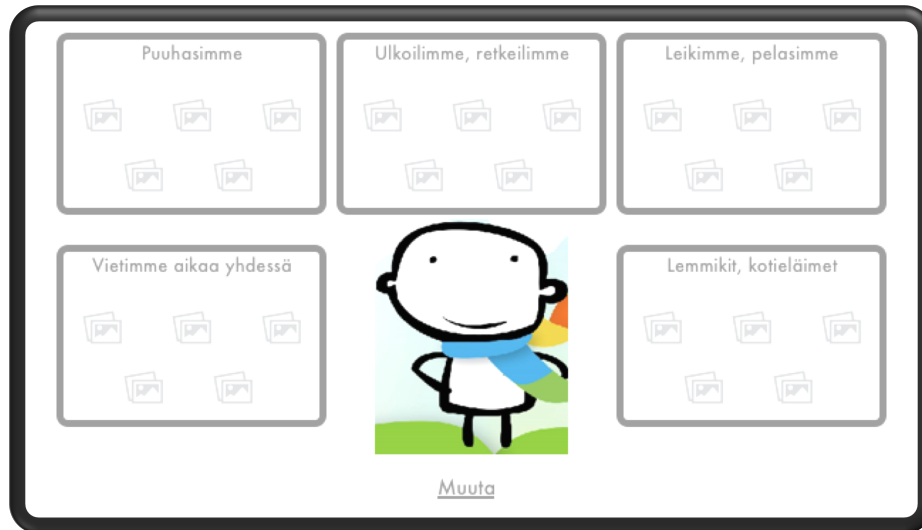 Puuhasimme
Ulkoilimme, retkeilimme
Leikimme, pelasimme
Vietimme aikaa yhdessä
Lemmikit, kotieläimet
Muuta